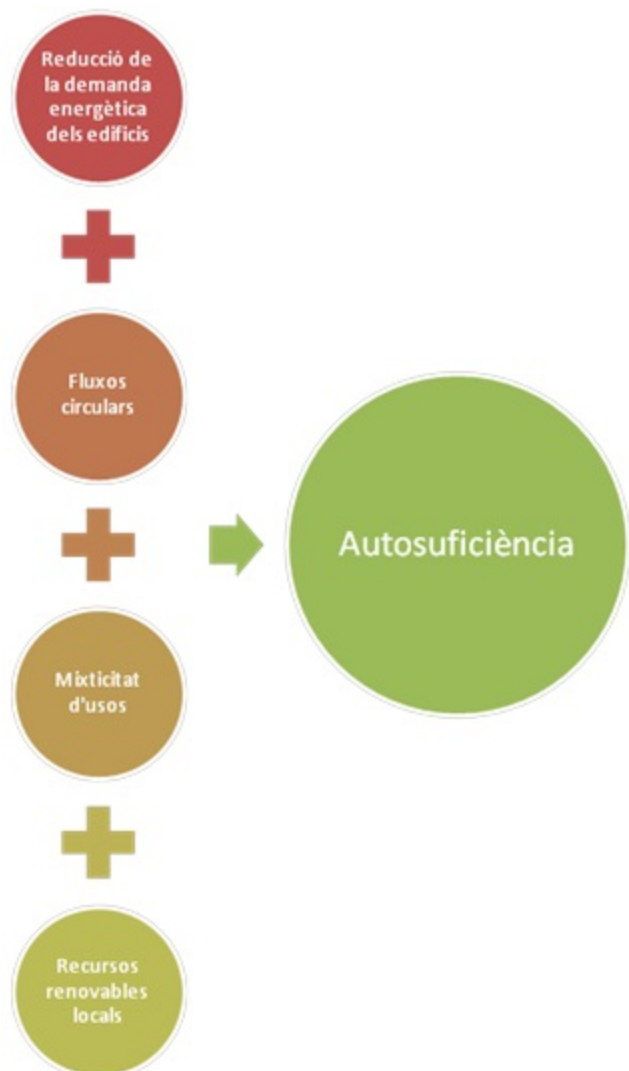 Reducció de
la demanda
energètica
dels edificis
Fluxos
circulars
Mixticitat
d'usos
Recursos
renovables
locals
Autosuficiència